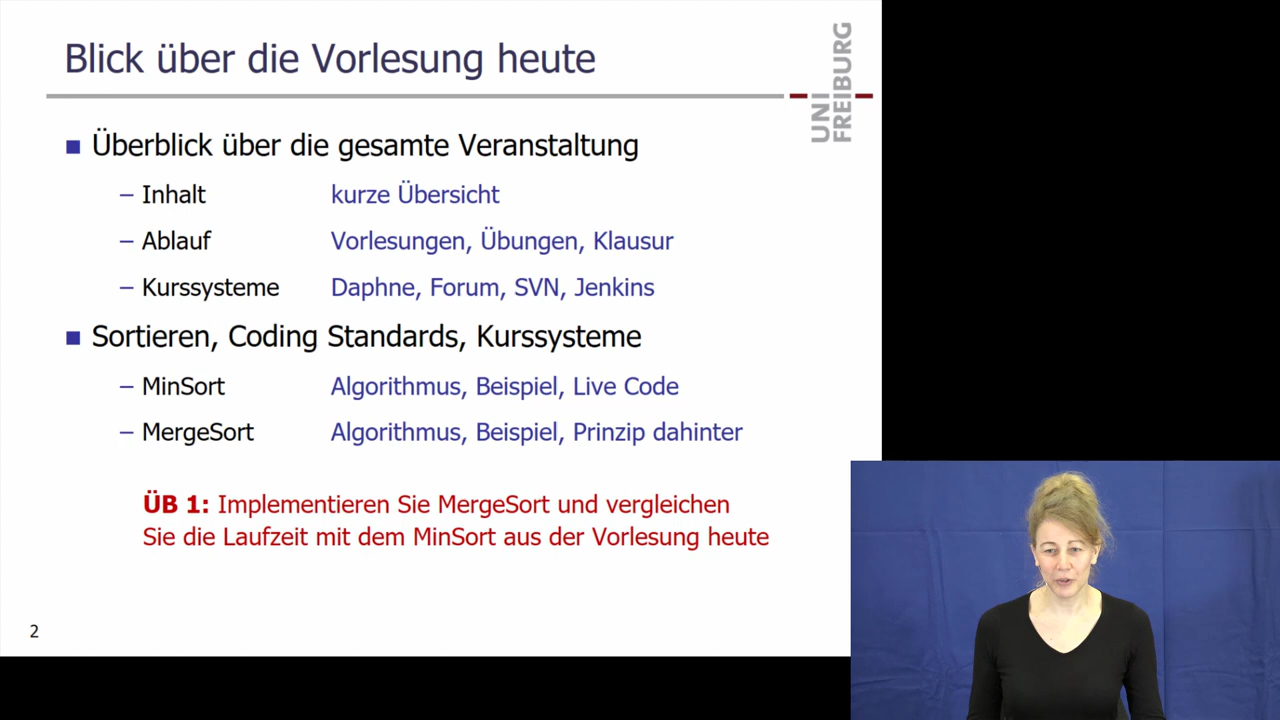 Blick über die Vorlesung heute
UNI
FREIBURG
■ Überblick über die gesamte Veranstaltung
– Inhalt kurze Übersicht
– Ablauf Vorlesungen, Übungen, Klausur
– Kurssysteme Daphne, Forum, SVN, Jenkins
■ Sortieren, Coding Standards, Kurssysteme
– MinSort Algorithmus, Beispiel, Live Code
– MergeSort Algorithmus, Beispiel, Prinzip dahinter
ÜB 1: Implementieren Sie MergeSort und vergleichen
Sie die Laufzeit mit dem MinSort aus der Vorlesung heute
2